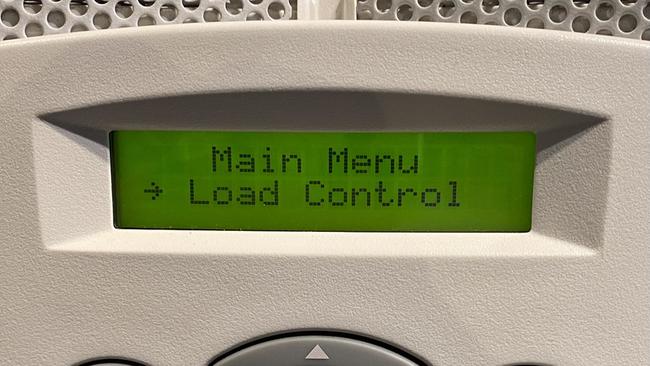 Main Menu
→ Load Control